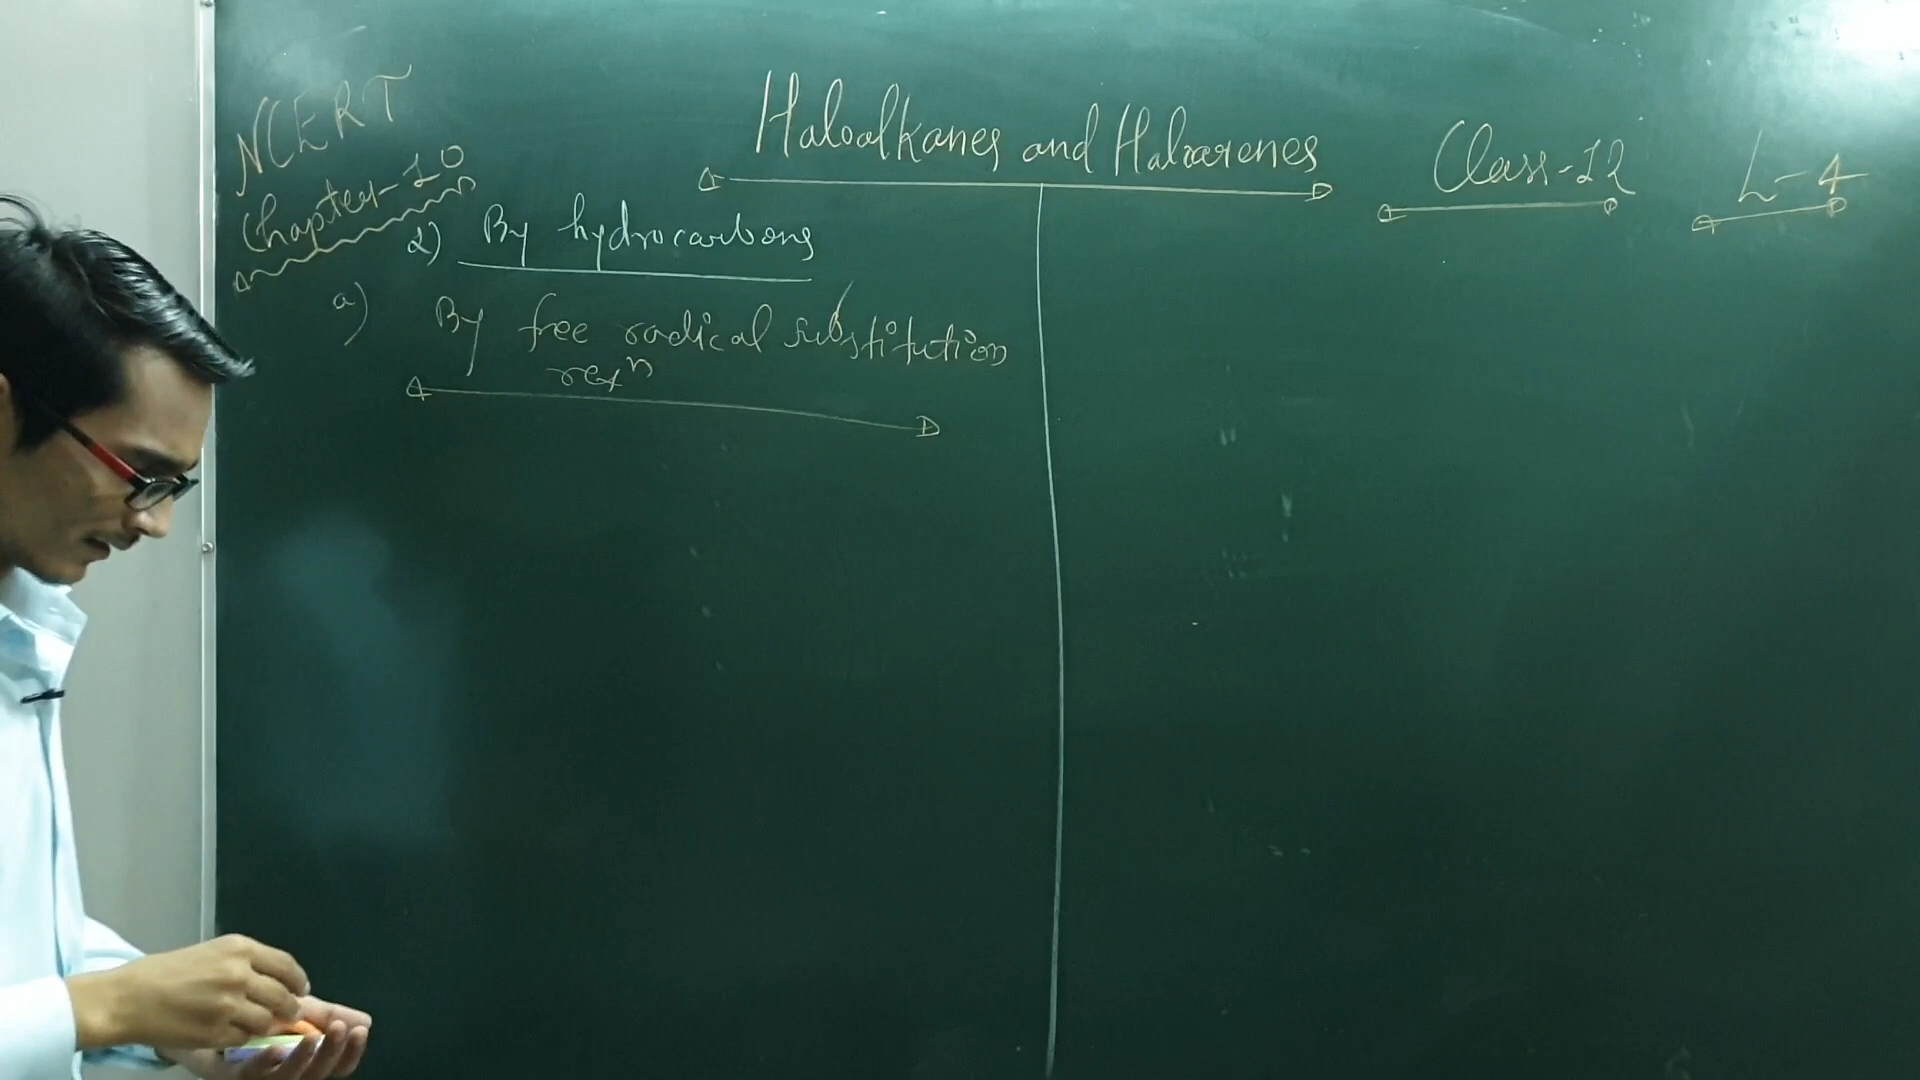 NCERT
Chapter-10
Haloalkanes and Haloarenes
Class-12
L-4
2) By hydrocarbons
a) By free radical substitution
rexⁿ